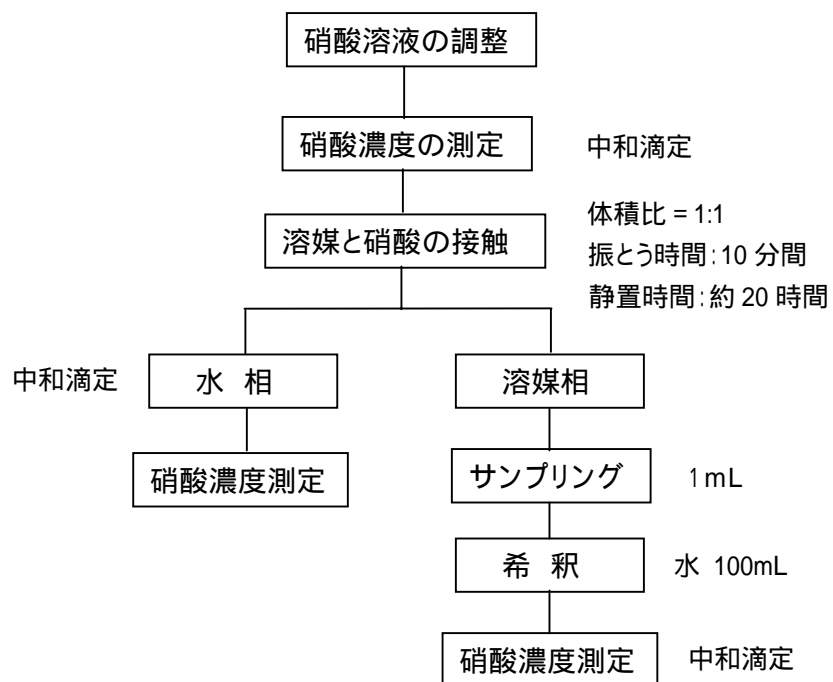 硝酸溶液の調整
硝酸濃度の測定
中和滴定
溶媒と硝酸の接触
体積比 = 1:1
振とう時間:10 分間
静置時間:約 20 時間
中和滴定
水 相
溶媒相
硝酸濃度測定
サンプリング
1mL
希 釈
水 100mL
硝酸濃度測定
中和滴定